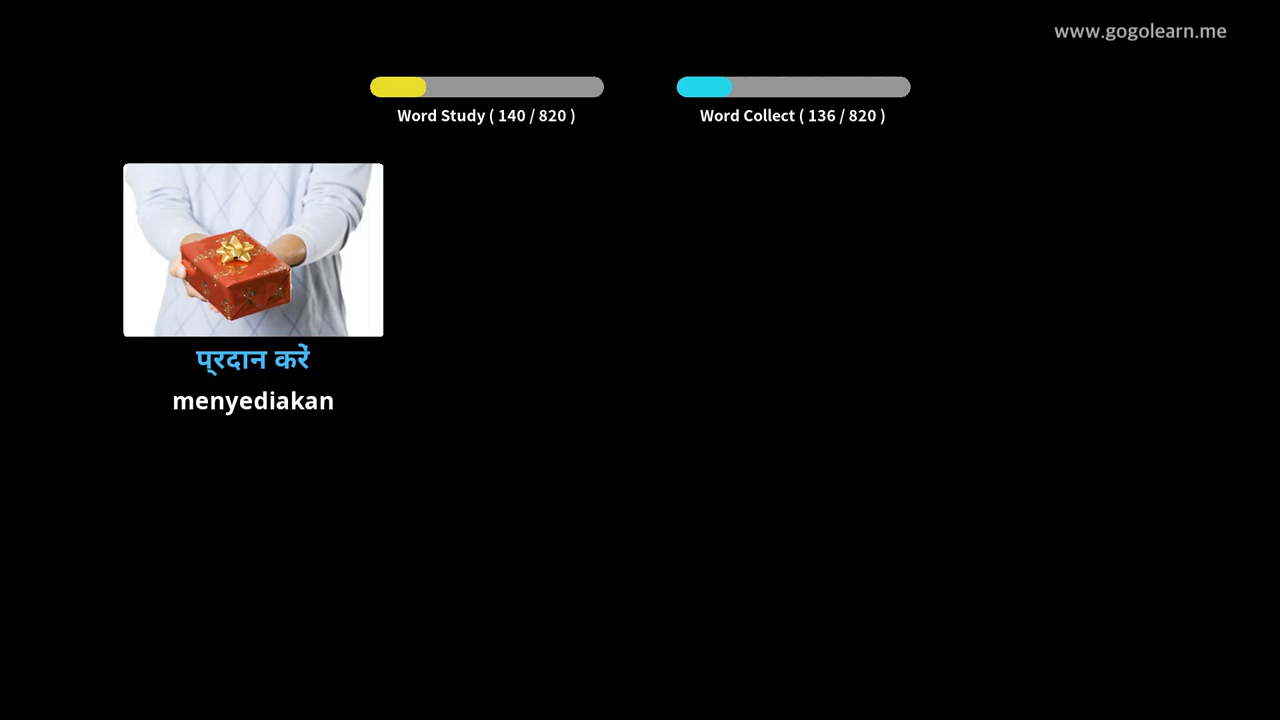 www.gogolearn.me
Word Study ( 140 / 820 )
Word Collect ( 136 / 820 )
प्रदान करें
menyediakan